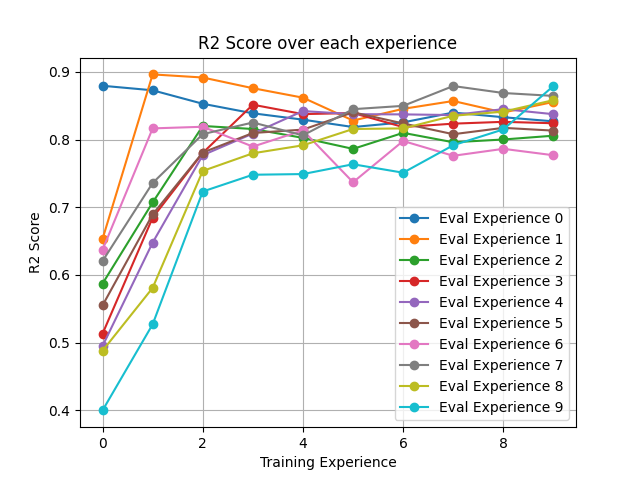 R2 Score over each experience
0.9
0.8
0.7
0.6
0.5
0.4
R2 Score
0 2 4 6 8
Training Experience
Eval Experience 0
Eval Experience 1
Eval Experience 2
Eval Experience 3
Eval Experience 4
Eval Experience 5
Eval Experience 6
Eval Experience 7
Eval Experience 8
Eval Experience 9